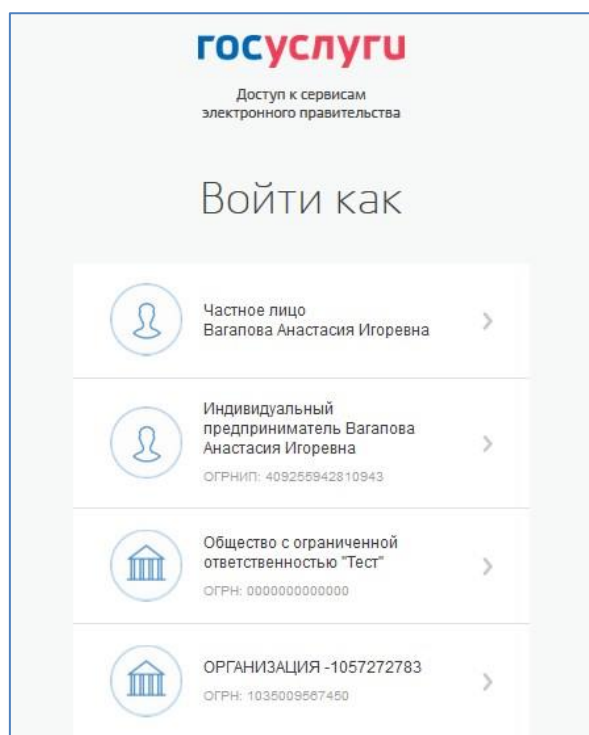 госуслуги
Доступ к сервисам
электронного правительства
Войти как
Частное лицо
Вагапова Анастасия Игоревна
Индивидуальный
предприниматель Вагапова
Анастасия Игоревна
ОГРНИП: 409255942810943
Общество с ограниченной
ответственностью "Тест"
ОГРН: 0000000000000
ОРГАНИЗАЦИЯ -1057272783
ОГРН: 1035009567450